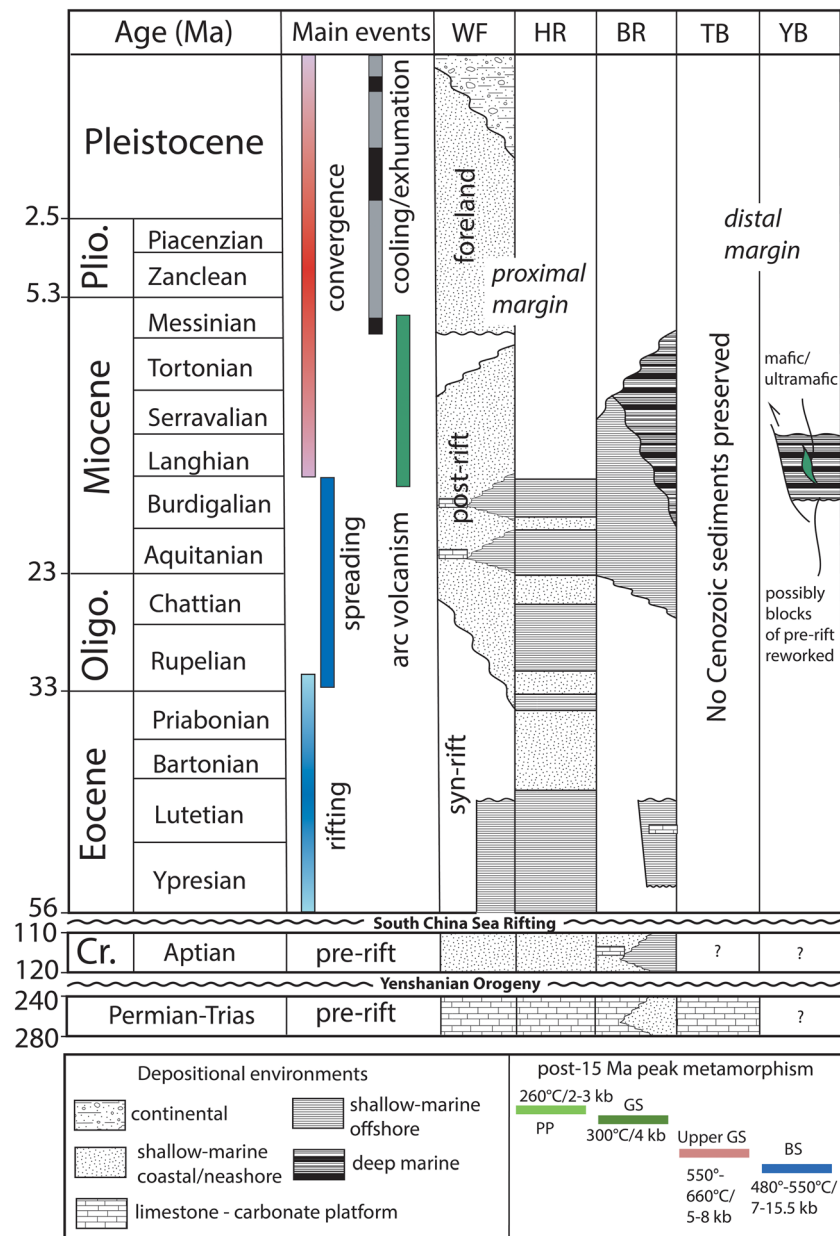 Age (Ma) Main events WF HR BR TB YB
Pleistocene
2.5
Plio.
Piacenzian
Zanclean
5.3
Miocene
Messinian
Tortonian
Serravalian
Langhian
Burdigalian
Aquitanian
23
Oligo.
Chattian
Rupelian
33
Eocene
Priabonian
Bartonian
Lutetian
Ypresian
56
convergence
cooling/exhumation
spreading
arc volcanism
rifting
foreland
post-rift
syn-rift
proximal
margin
distal
margin
No Cenozoic sediments preserved
mafic/
ultramafic
possibly
blocks
of pre-rift
reworked
South China Sea Rifting
110
Cr. Aptian pre-rift ? ?
120
Yenshanian Orogeny
240
Permian-Trias pre-rift ?
280
Depositional environments
continental
shallow-marine
offshore
shallow-marine
coastal/neashore
deep marine
limestone - carbonate platform
post-15 Ma peak metamorphism
260°C/2-3 kb
PP
GS
300°C/4 kb
Upper GS
550°-
660°C/
5-8 kb
BS
480°-550°C/
7-15.5 kb